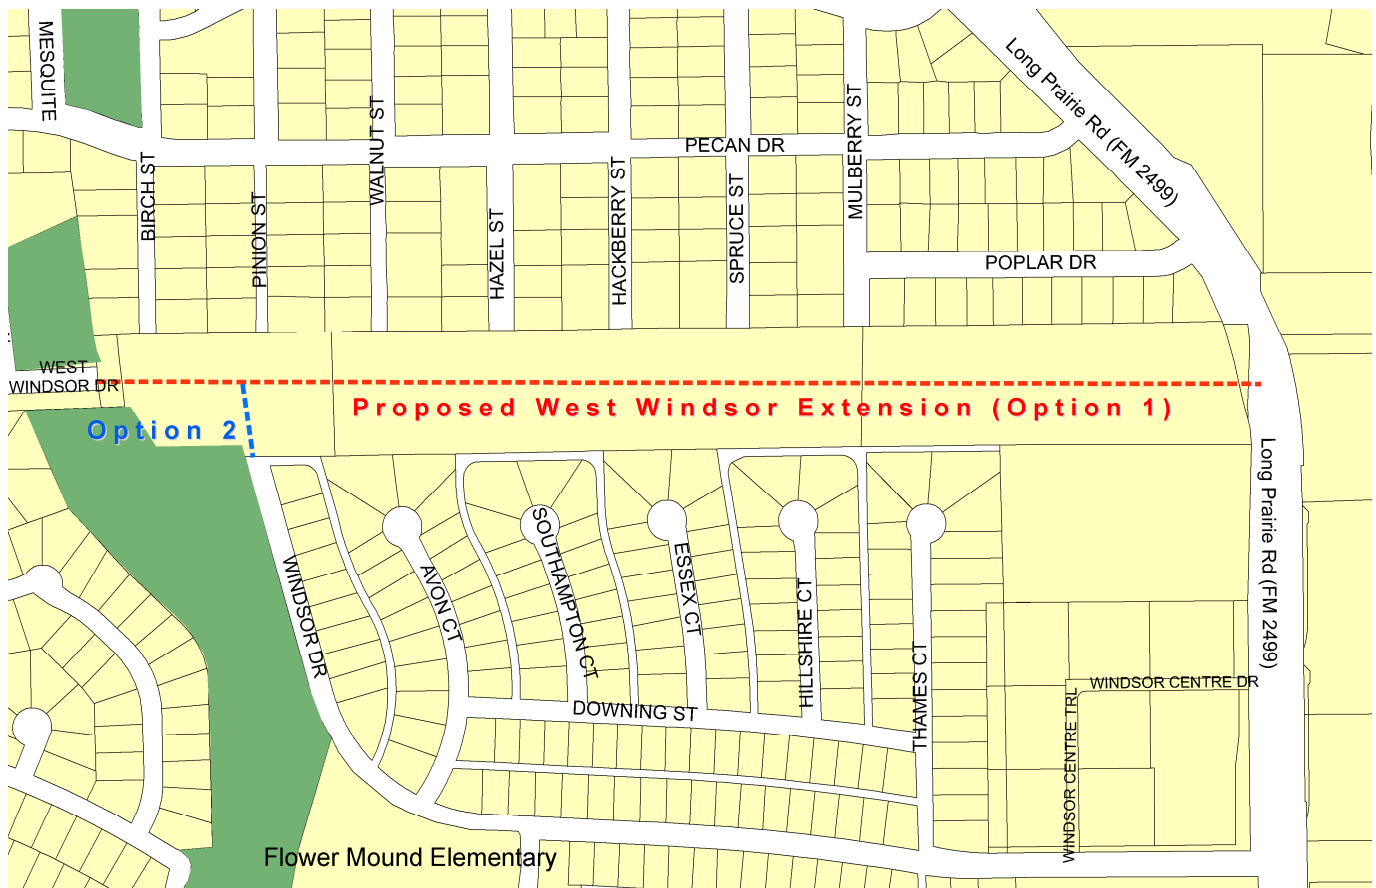 MESQUITE
Long Prairie Rd (FM 2499)
WALNUT ST
MULBERRY ST
PECAN DR
BIRCH ST
PINION ST
HAZEL ST
HACKBERRY ST
SPRUCE ST
POPLAR DR
WEST
WINDSOR DR
Proposed West Windsor Extension (Option 1)
Option 2
Long Prairie Rd (FM 2499)
WINDSOR DR
AVON CT
SOUTHAMPTON CT
ESSEX CT
HILLSHIRE CT
THAMES CT
DOWNING ST
WINDSOR CENTRE DR
WINDSOR CENTRE TRL
Flower Mound Elementary